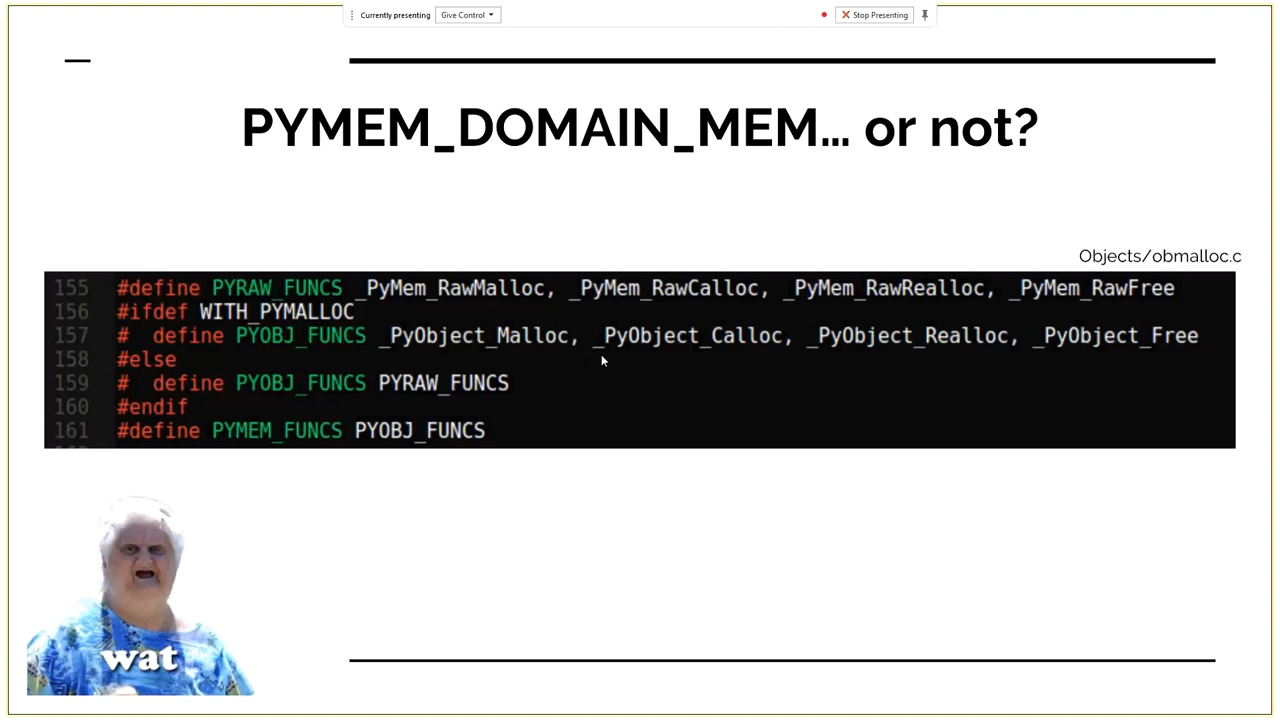 Currently presenting Give Control Stop Presenting
PYMEM_DOMAIN_MEM... or not?
Objects/obmalloc.c
155 #define PYRAW_FUNCS _PyMem_RawMalloc, _PyMem_RawCalloc, _PyMem_RawRealloc, _PyMem_RawFree
156 #ifdef WITH_PYMALLOC
157 #  define PYOBJ_FUNCS _PyObject_Malloc, _PyObject_Calloc, _PyObject_Realloc, _PyObject_Free
158 #else
159 #  define PYOBJ_FUNCS PYRAW_FUNCS
160 #endif
161 #define PYMEM_FUNCS PYOBJ_FUNCS
wat